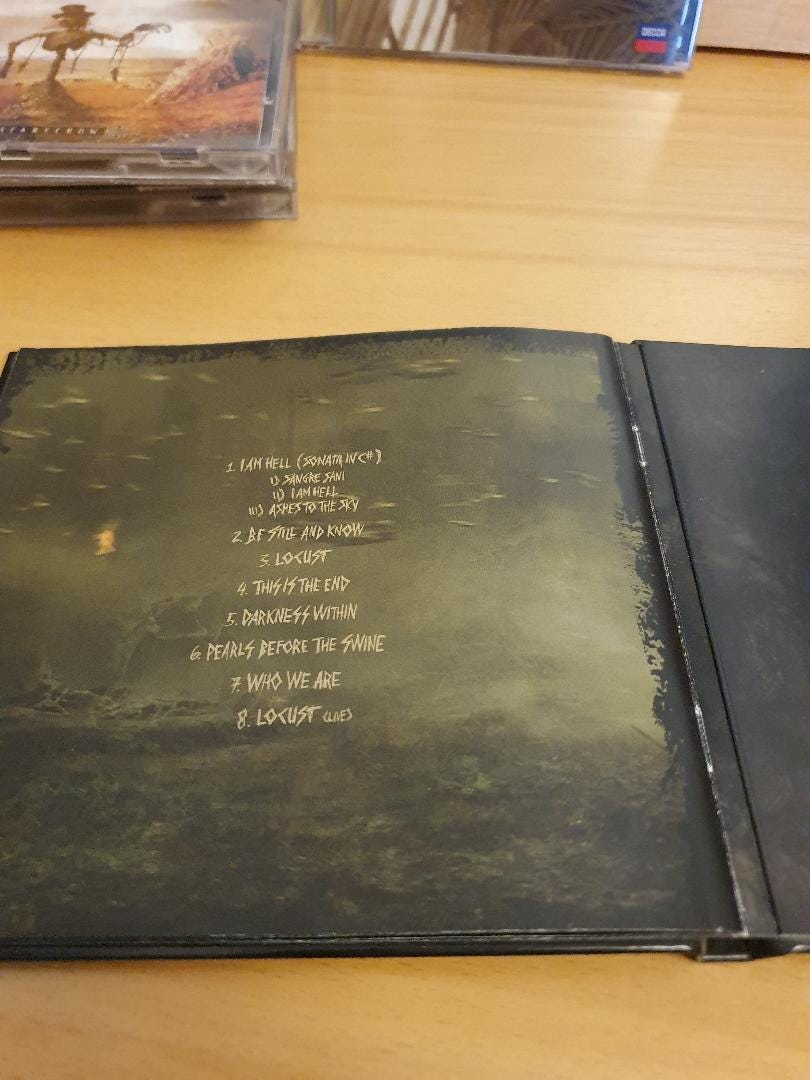 DECCA
SCARECROW
1. I AM HELL (SONATA IN C#)
I) SANGRE SANI
II) I AM HELL
III) ASHES TO THE SKY
2. BE STILL AND KNOW
3. LOCUST
4. THIS IS THE END
5. DARKNESS WITHIN
6. PEARLS BEFORE THE SWINE
7. WHO WE ARE
8. LOCUST (LIVE)